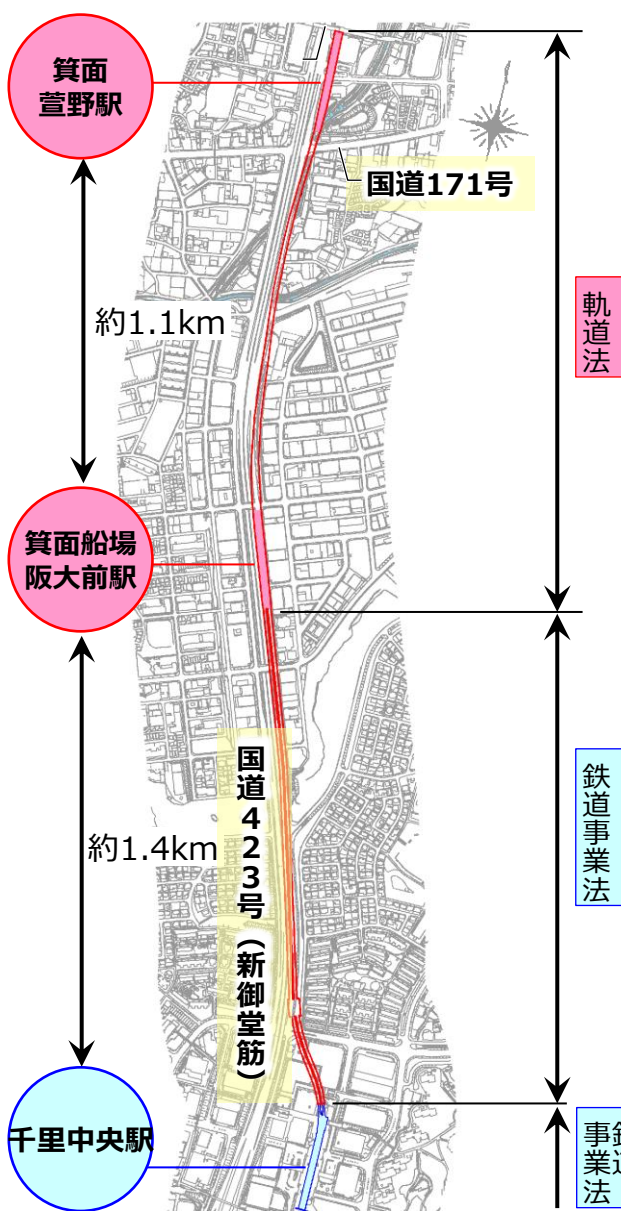 箕面
萱野駅
国道171号
約1.1km
軌道法
箕面船場
阪大前駅
国道423号(新御堂筋)
約1.4km
鉄道事業法
千里中央駅
鉄道
事業法